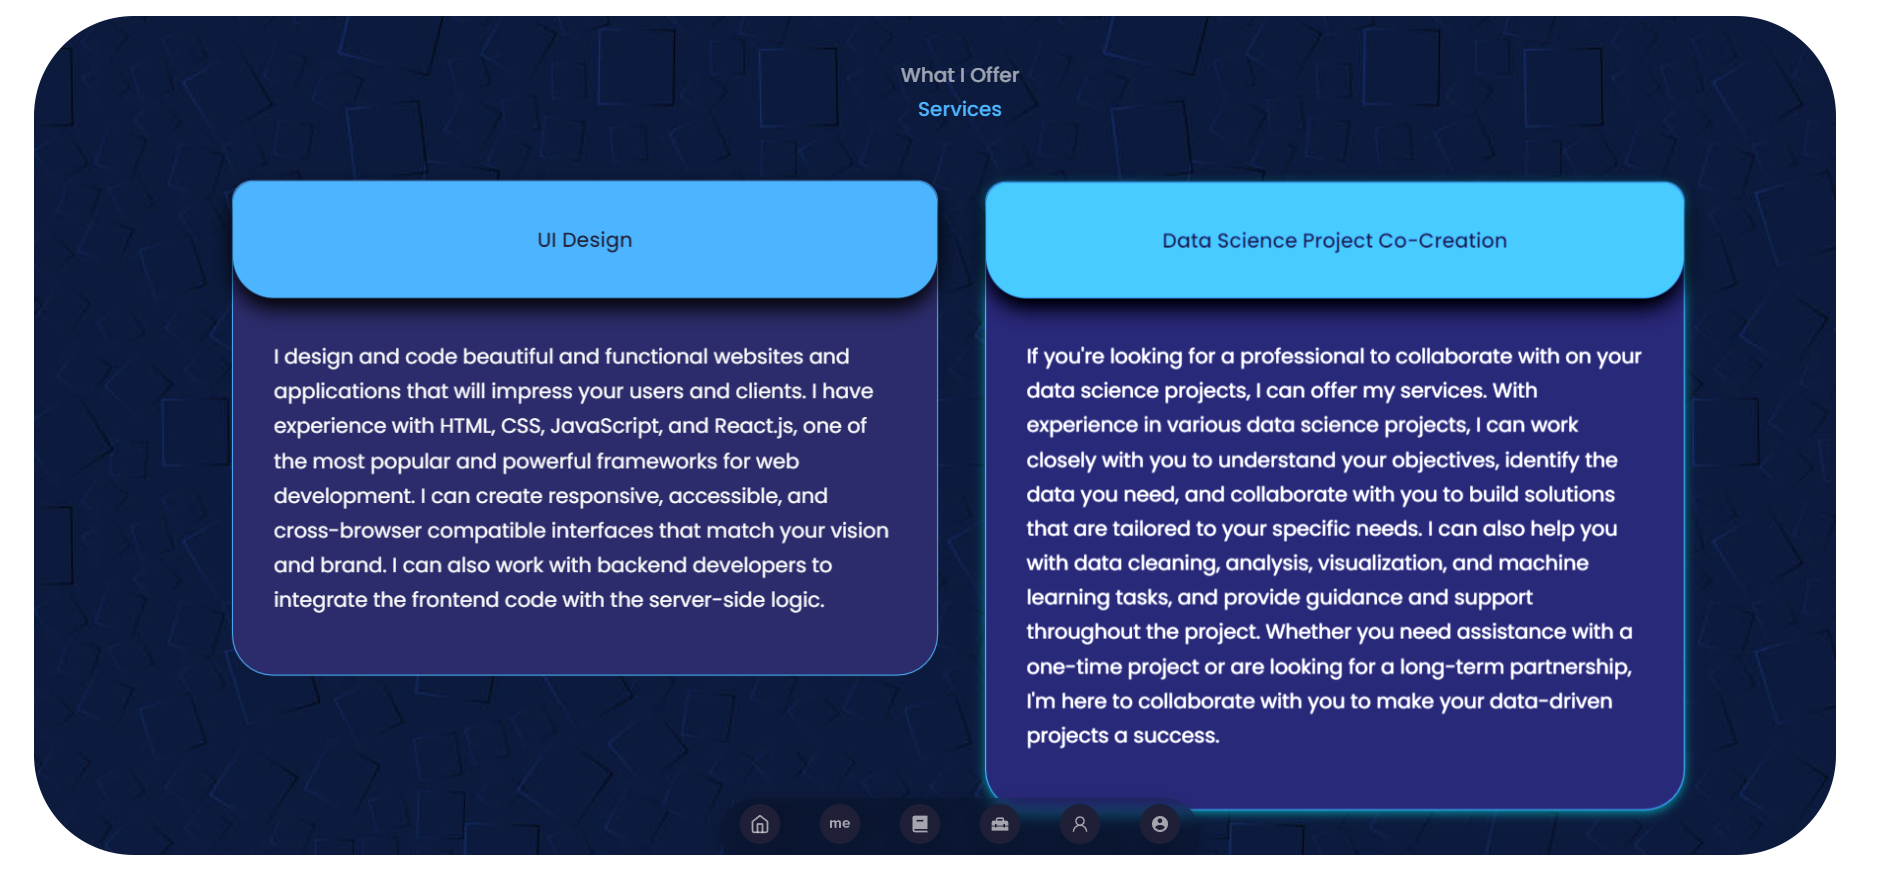 What I Offer
Services
UI Design
I design and code beautiful and functional websites and
applications that will impress your users and clients. I have
experience with HTML, CSS, JavaScript, and React.js, one of
the most popular and powerful frameworks for web
development. I can create responsive, accessible, and
cross-browser compatible interfaces that match your vision
and brand. I can also work with backend developers to
integrate the frontend code with the server-side logic.
Data Science Project Co-Creation
If you're looking for a professional to collaborate with on your
data science projects, I can offer my services. With
experience in various data science projects, I can work
closely with you to understand your objectives, identify the
data you need, and collaborate with you to build solutions
that are tailored to your specific needs. I can also help you
with data cleaning, analysis, visualization, and machine
learning tasks, and provide guidance and support
throughout the project. Whether you need assistance with a
one-time project or are looking for a long-term partnership,
I'm here to collaborate with you to make your data-driven
projects a success.
me